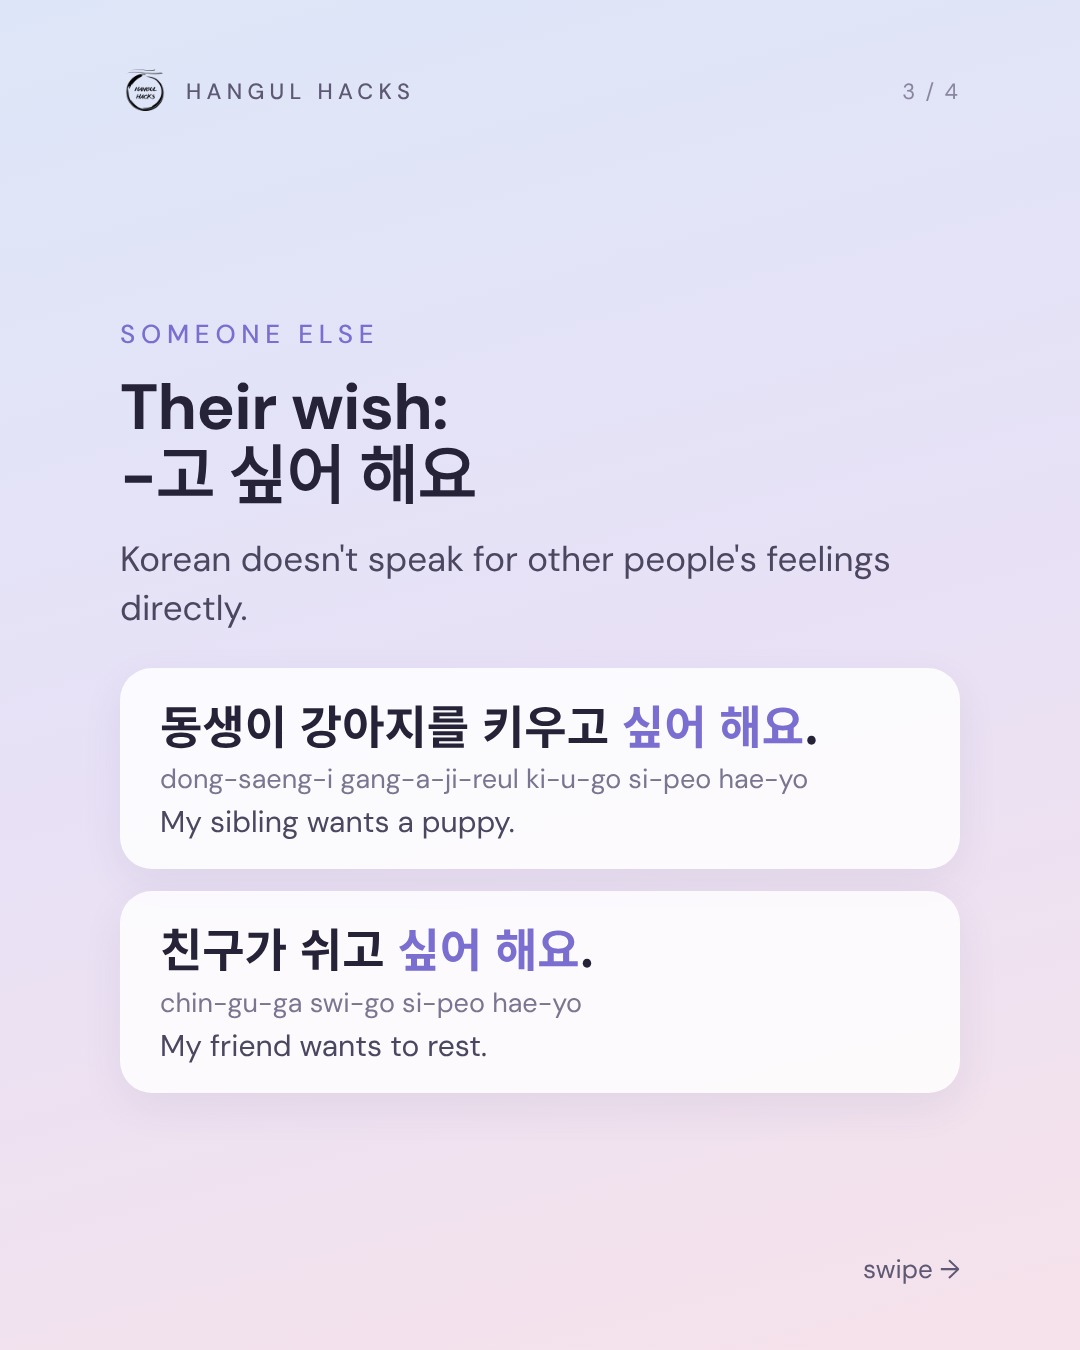 HANGUL HACKS
HANGUL HACKS
3 / 4
SOMEONE ELSE
Their wish:
-고 싶어 해요
Korean doesn't speak for other people's feelings
directly.
동생이 강아지를 키우고 싶어 해요.
dong-saeng-i gang-a-ji-reul ki-u-go si-peo hae-yo
My sibling wants a puppy.
친구가 쉬고 싶어 해요.
chin-gu-ga swi-go si-peo hae-yo
My friend wants to rest.
swipe →